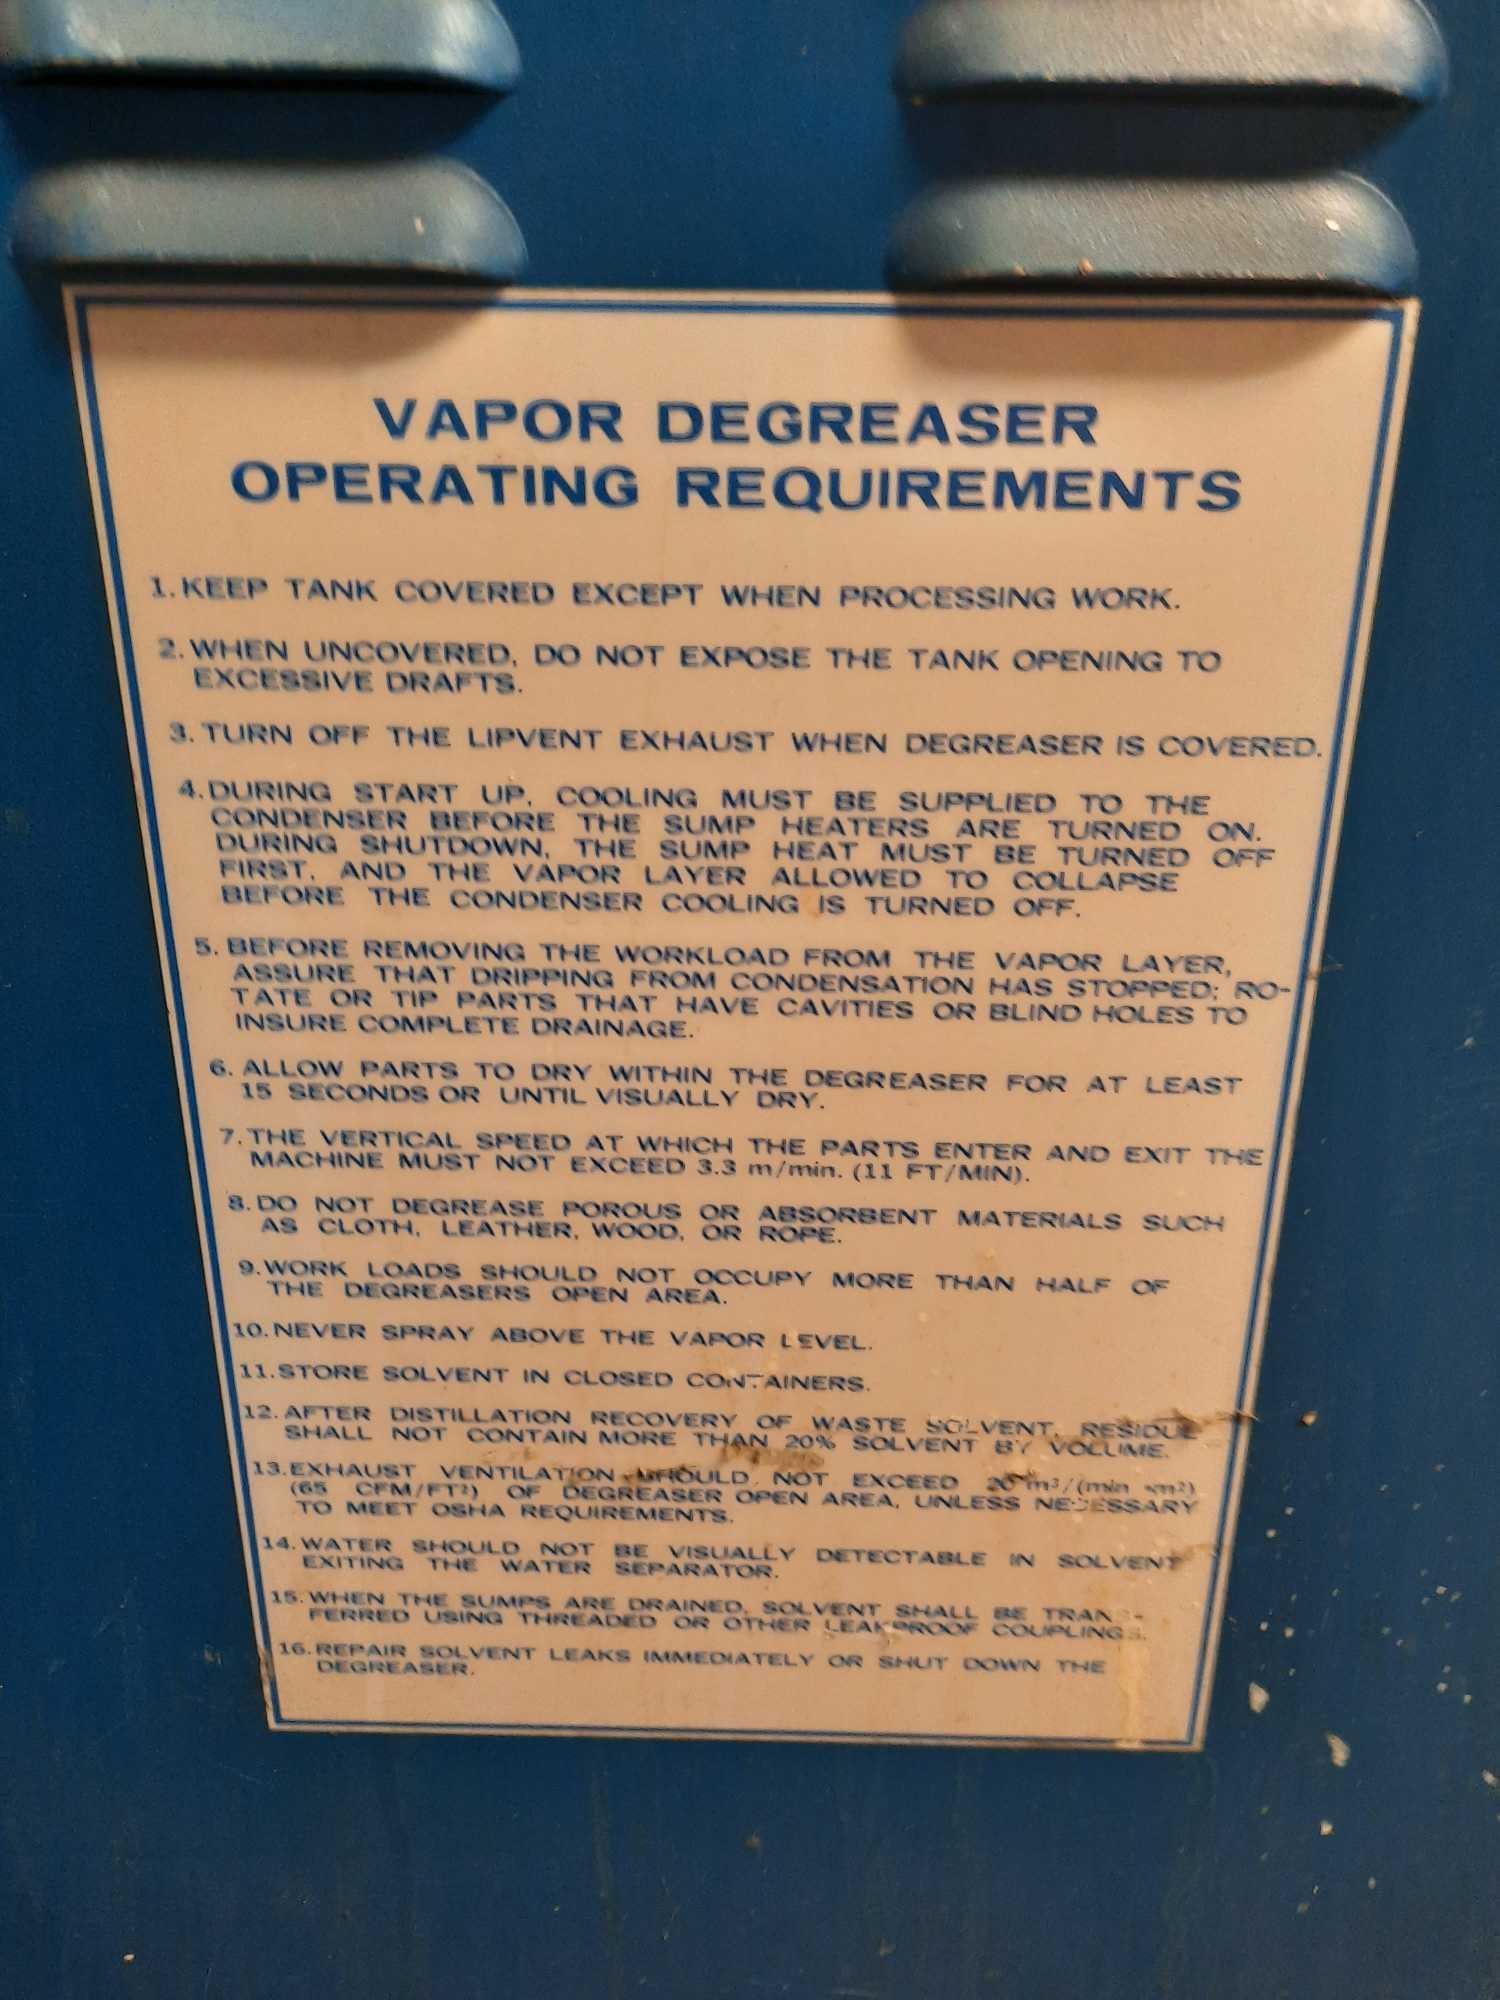 VAPOR DEGREASER
OPERATING REQUIREMENTS
1. KEEP TANK COVERED EXCEPT WHEN PROCESSING WORK.
2. WHEN UNCOVERED, DO NOT EXPOSE THE TANK OPENING TO
EXCESSIVE DRAFTS.
3. TURN OFF THE LIPVENT EXHAUST WHEN DEGREASER IS COVERED.
4. DURING START UP, COOLING MUST BE SUPPLIED TO THE
CONDENSER BEFORE THE SUMP HEATERS ARE TURNED ON.
DURING SHUTDOWN, THE SUMP HEAT MUST BE TURNED OFF
FIRST, AND THE VAPOR LAYER ALLOWED TO COLLAPSE
BEFORE THE CONDENSER COOLING IS TURNED OFF.
5. BEFORE REMOVING THE WORKLOAD FROM THE VAPOR LAYER,
ASSURE THAT DRIPPING FROM CONDENSATION HAS STOPPED; RO-
TATE OR TIP PARTS THAT HAVE CAVITIES OR BLIND HOLES TO
INSURE COMPLETE DRAINAGE.
6. ALLOW PARTS TO DRY WITHIN THE DEGREASER FOR AT LEAST
15 SECONDS OR UNTIL VISUALLY DRY.
7. THE VERTICAL SPEED AT WHICH THE PARTS ENTER AND EXIT THE
MACHINE MUST NOT EXCEED 3.3 m/min. (11 FT/MIN).
8. DO NOT DEGREASE POROUS OR ABSORBENT MATERIALS SUCH
AS CLOTH, LEATHER, WOOD, OR ROPE.
9. WORK LOADS SHOULD NOT OCCUPY MORE THAN HALF OF
THE DEGREASERS OPEN AREA.
10. NEVER SPRAY ABOVE THE VAPOR LEVEL.
11. STORE SOLVENT IN CLOSED CONTAINERS.
12. AFTER DISTILLATION RECOVERY OF WASTE SOLVENT, RESIDUE
SHALL NOT CONTAIN MORE THAN 20% SOLVENT BY VOLUME.
13. EXHAUST VENTILATION SHOULD NOT EXCEED 20 m³/(min •m²)
(65 CFM/FT²) OF DEGREASER OPEN AREA, UNLESS NECESSARY
TO MEET OSHA REQUIREMENTS.
14. WATER SHOULD NOT BE VISUALLY DETECTABLE IN SOLVENT
EXITING THE WATER SEPARATOR.
15. WHEN THE SUMPS ARE DRAINED, SOLVENT SHALL BE TRANS-
FERRED USING THREADED OR OTHER LEAKPROOF COUPLINGS.
16. REPAIR SOLVENT LEAKS IMMEDIATELY OR SHUT DOWN THE
DEGREASER.